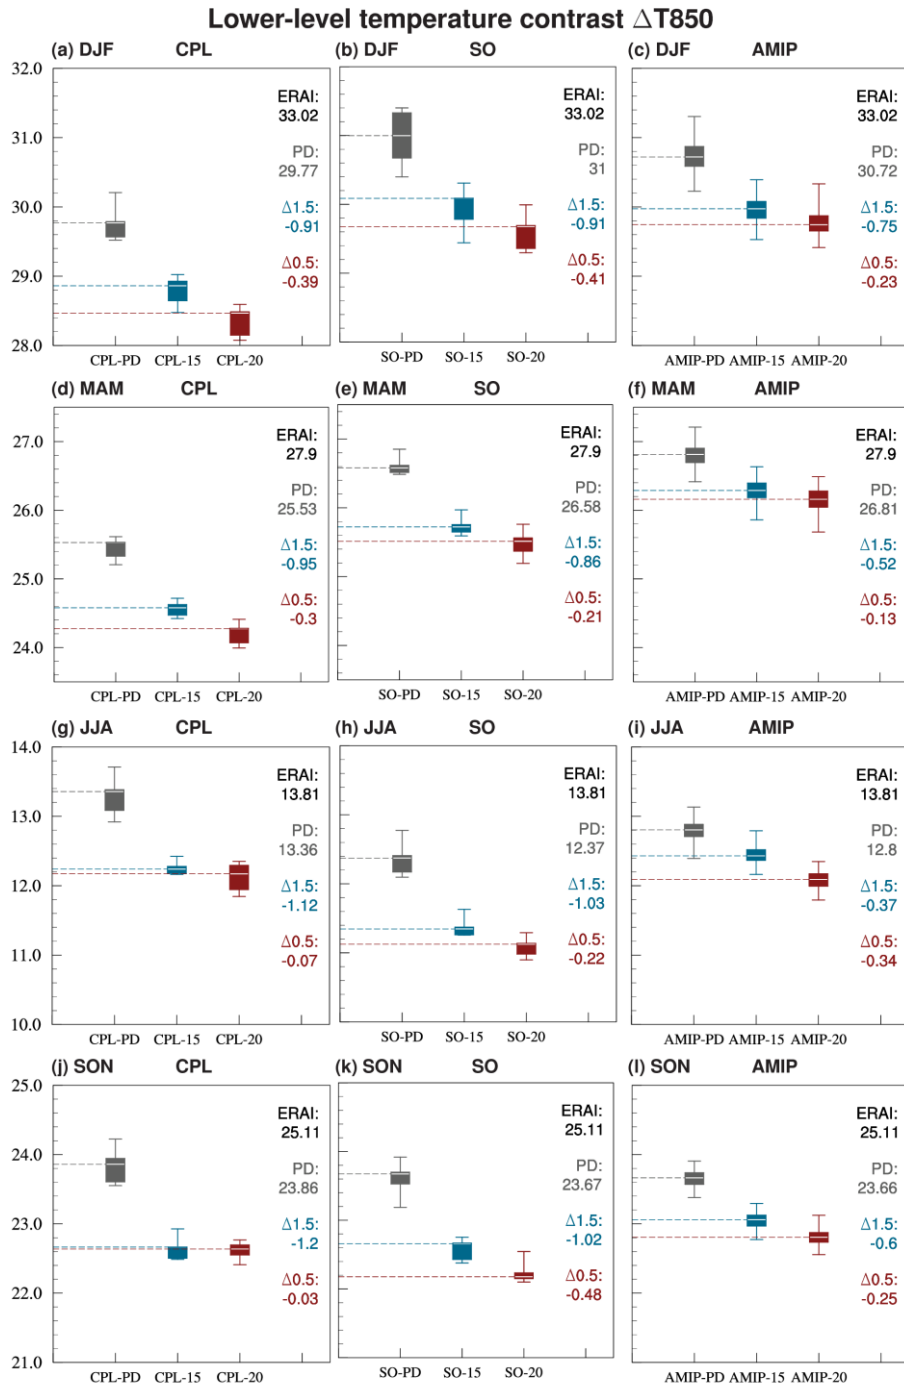 Lower-level temperature contrast ΔT850
(a) DJF CPL
(b) DJF SO
(c) DJF AMIP
32.0
31.0
30.0
29.0
28.0
ERAI:
33.02
PD:
29.77
Δ1.5:
-0.91
Δ0.5:
-0.39
CPL-PD CPL-15 CPL-20
ERAI:
33.02
PD:
31
Δ1.5:
-0.91
Δ0.5:
-0.41
SO-PD SO-15 SO-20
ERAI:
33.02
PD:
30.72
Δ1.5:
-0.75
Δ0.5:
-0.23
AMIP-PD AMIP-15 AMIP-20
(d) MAM CPL
(e) MAM SO
(f) MAM AMIP
27.0
26.0
25.0
24.0
ERAI:
27.9
PD:
25.53
Δ1.5:
-0.95
Δ0.5:
-0.3
CPL-PD CPL-15 CPL-20
ERAI:
27.9
PD:
26.58
Δ1.5:
-0.86
Δ0.5:
-0.21
SO-PD SO-15 SO-20
ERAI:
27.9
PD:
26.81
Δ1.5:
-0.52
Δ0.5:
-0.13
AMIP-PD AMIP-15 AMIP-20
(g) JJA CPL
(h) JJA SO
(i) JJA AMIP
14.0
13.0
12.0
11.0
10.0
ERAI:
13.81
PD:
13.36
Δ1.5:
-1.12
Δ0.5:
-0.07
CPL-PD CPL-15 CPL-20
ERAI:
13.81
PD:
12.37
Δ1.5:
-1.03
Δ0.5:
-0.22
SO-PD SO-15 SO-20
ERAI:
13.81
PD:
12.8
Δ1.5:
-0.37
Δ0.5:
-0.34
AMIP-PD AMIP-15 AMIP-20
(j) SON CPL
(k) SON SO
(l) SON AMIP
25.0
24.0
23.0
22.0
21.0
ERAI:
25.11
PD:
23.86
Δ1.5:
-1.2
Δ0.5:
-0.03
CPL-PD CPL-15 CPL-20
ERAI:
25.11
PD:
23.67
Δ1.5:
-1.02
Δ0.5:
-0.48
SO-PD SO-15 SO-20
ERAI:
25.11
PD:
23.66
Δ1.5:
-0.6
Δ0.5:
-0.25
AMIP-PD AMIP-15 AMIP-20